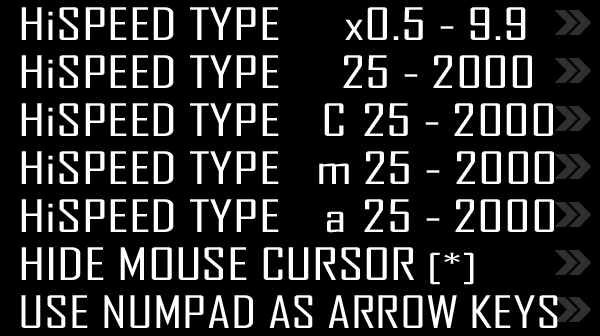 HiSPEED TYPE x0.5 - 9.9
HiSPEED TYPE 25 - 2000
HiSPEED TYPE C 25 - 2000
HiSPEED TYPE m 25 - 2000
HiSPEED TYPE a 25 - 2000
HIDE MOUSE CURSOR [*]
USE NUMPAD AS ARROW KEYS